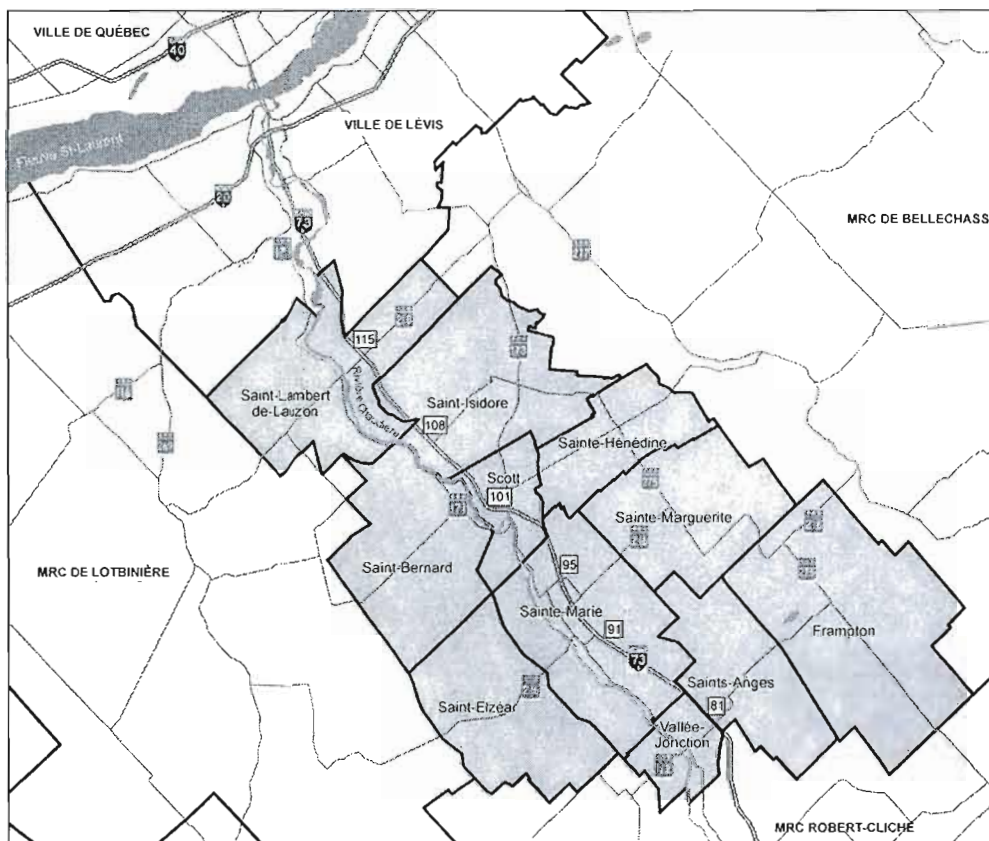 VILLE DE QUÉBEC
40
VILLE DE LÉVIS
Fleuve St-Laurent
20
73
MRC DE BELLECHASS
115
Saint-Lambert
de-Lauzon
Rivière Chaudière
Saint-Isidore
108
Sainte-Hénédine
Scott
101
Sainte-Marguerite
MRC DE LOTBINIÈRE
Saint-Bernard
95
Sainte-Marie
91
Frampton
73
Saint-Elzéar
Saints-Anges
81
Vallée-
Jonction
MRC ROBERT-CLICHE